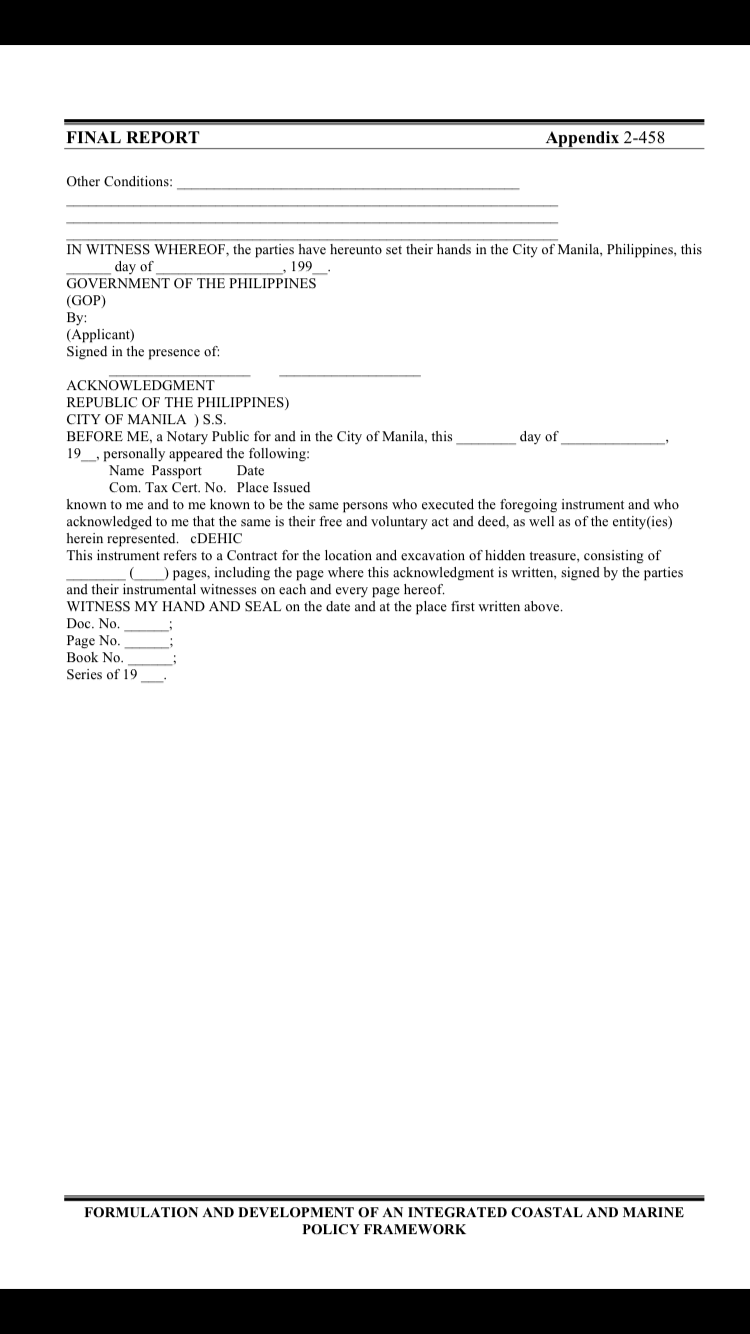 FINAL REPORT Appendix 2-458
Other Conditions: ______________________________________________
__________________________________________________________________
__________________________________________________________________
__________________________________________________________________
IN WITNESS WHEREOF, the parties have hereunto set their hands in the City of Manila, Philippines, this
______ day of _________________, 199__.
GOVERNMENT OF THE PHILIPPINES
(GOP)
By:
(Applicant)
Signed in the presence of:
___________________ ___________________
ACKNOWLEDGMENT
REPUBLIC OF THE PHILIPPINES)
CITY OF MANILA ) S.S.
BEFORE ME, a Notary Public for and in the City of Manila, this ________ day of ______________,
19__, personally appeared the following:
Name Passport Date
Com. Tax Cert. No. Place Issued
known to me and to me known to be the same persons who executed the foregoing instrument and who
acknowledged to me that the same is their free and voluntary act and deed, as well as of the entity(ies)
herein represented. cDEHIC
This instrument refers to a Contract for the location and excavation of hidden treasure, consisting of
________ (____) pages, including the page where this acknowledgment is written, signed by the parties
and their instrumental witnesses on each and every page hereof.
WITNESS MY HAND AND SEAL on the date and at the place first written above.
Doc. No. ______;
Page No. ______;
Book No. ______;
Series of 19 ___.
FORMULATION AND DEVELOPMENT OF AN INTEGRATED COASTAL AND MARINE
POLICY FRAMEWORK